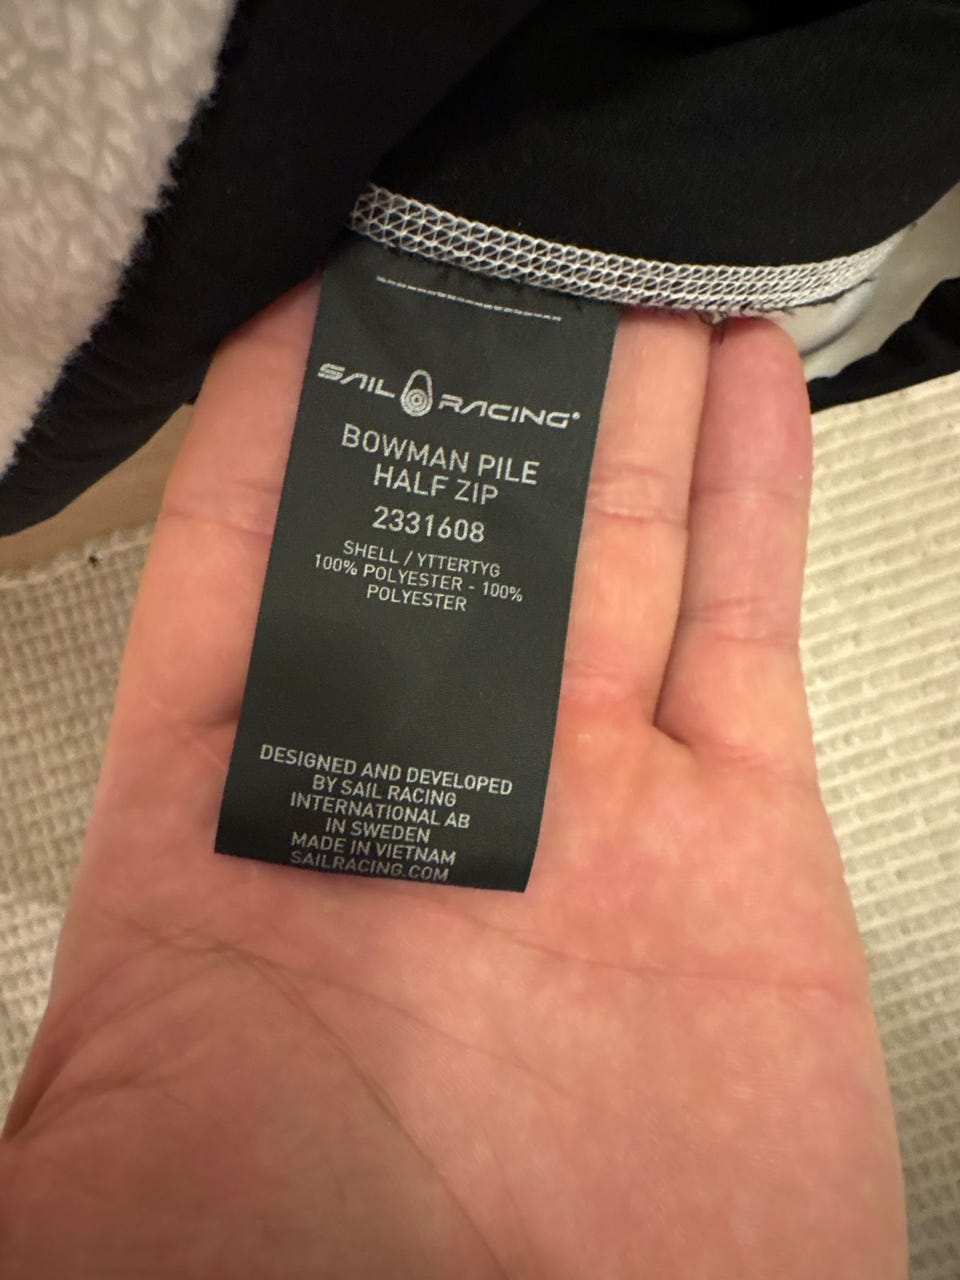 SAIL RACING®
BOWMAN PILE
HALF ZIP
2331608
SHELL / YTTERTYG
100% POLYESTER - 100%
POLYESTER
DESIGNED AND DEVELOPED
BY SAIL RACING
INTERNATIONAL AB
IN SWEDEN
MADE IN VIETNAM
SAILRACING.COM